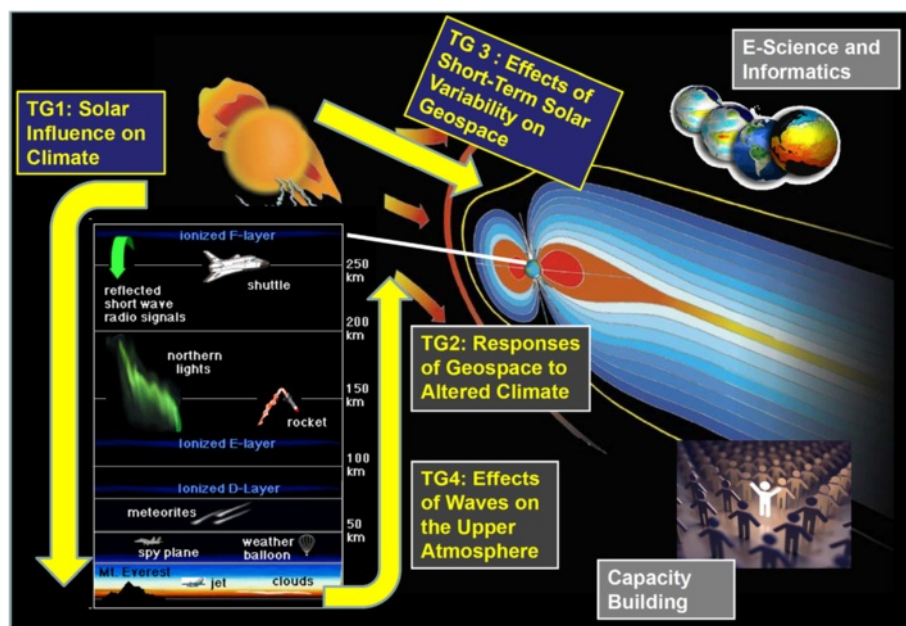 TG1: Solar
Influence on
Climate
TG 3 : Effects of
Short-Term Solar
Variability on
Geospace
E-Science and
Informatics
ionized F-layer
250
km
shuttle
reflected
short wave
radio signals
200
km
northern
lights
150
km
rocket
Ionized E-layer
100
km
Ionized D-Layer
meteorites
50
km
spy plane
weather
balloon
Mt. Everest
jet
clouds
TG2: Responses
of Geospace to
Altered Climate
TG4: Effects
of Waves on
the Upper
Atmosphere
Capacity
Building